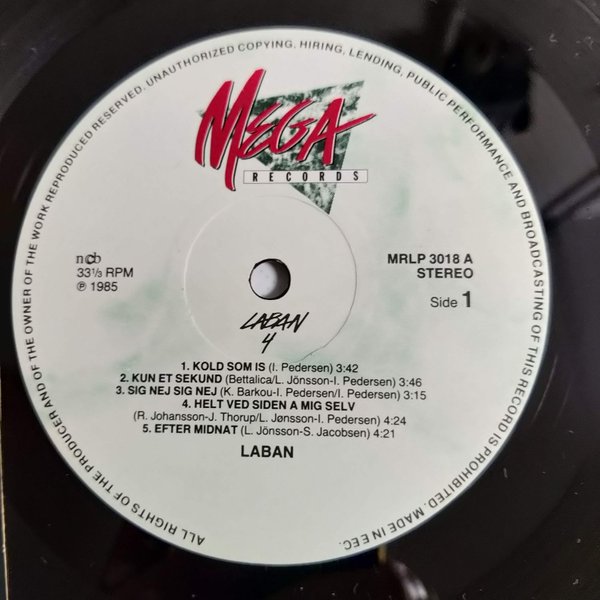 ALL RIGHTS OF THE PRODUCER AND OF THE OWNER OF THE WORK REPRODUCED RESERVED. UNAUTHORIZED COPYING, HIRING, LENDING, PUBLIC PERFORMANCE AND BROADCASTING OF THIS RECORD IS PROHIBITED. MADE IN EEC.
MEGA
RECORDS
ncb
33⅓ RPM
℗ 1985
MRLP 3018 A
STEREO
Side 1
LABAN
4
1. KOLD SOM IS (I. Pedersen) 3:42
2. KUN ET SEKUND (Bettalica/L. Jönsson-I. Pedersen) 3:46
3. SIG NEJ SIG NEJ (K. Barkou-I. Pedersen/I. Pedersen) 3:15
4. HELT VED SIDEN A MIG SELV
(R. Johansson-J. Thorup/L. Jønsson-I. Pedersen) 4:24
5. EFTER MIDNAT (L. Jönsson-S. Jacobsen) 4:21
LABAN